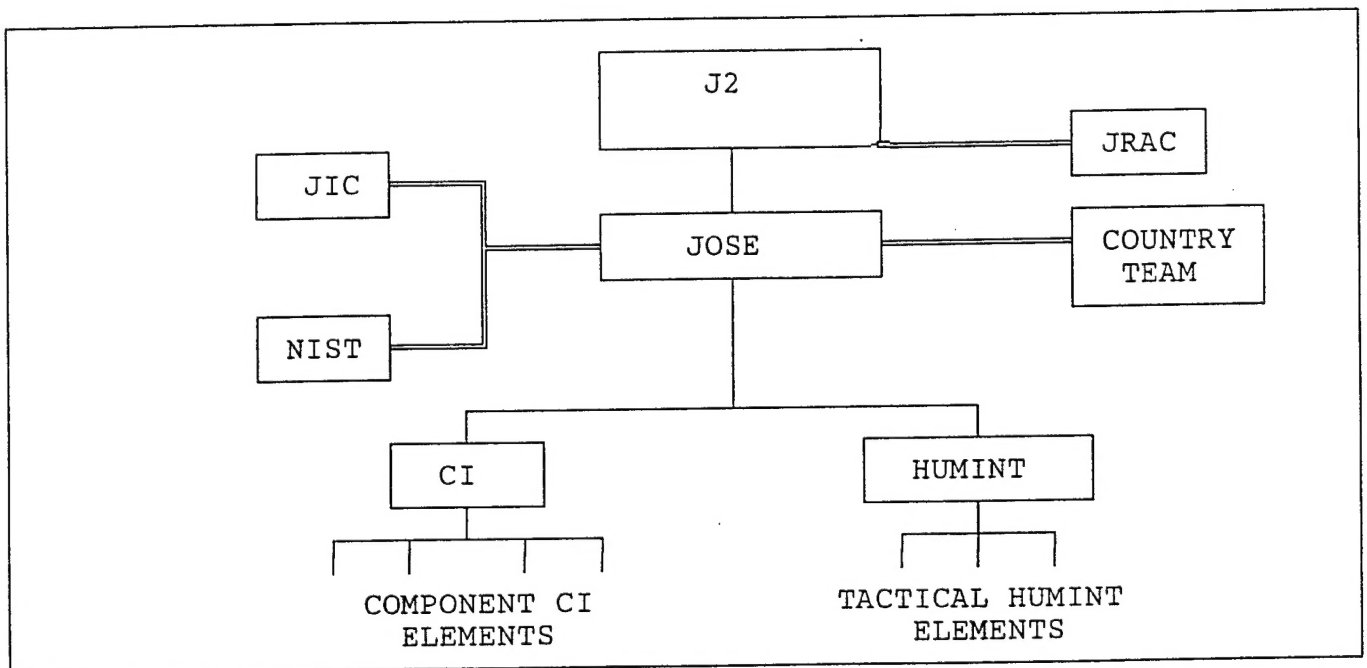 J2
JRAC
JIC
JOSE
COUNTRY
TEAM
NIST
CI
HUMINT
COMPONENT CI
ELEMENTS
TACTICAL HUMINT
ELEMENTS